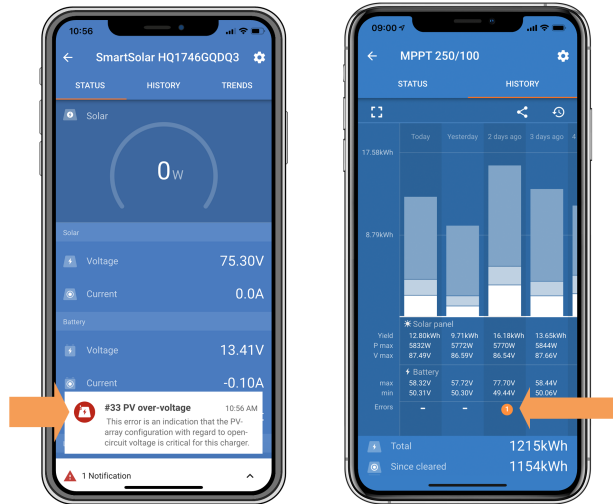 10:56
SmartSolar HQ1746GQDQ3
STATUS HISTORY TRENDS
Solar
0W
Solar
Voltage 75.30V
Current 0.0A
Battery
Voltage 13.41V
Current -0.10A
#33 PV over-voltage 10:56 AM
This error is an indication that the PV-
array configuration with regard to open-
circuit voltage is critical for this charger.
1 Notification
09:00
MPPT 250/100
STATUS HISTORY
Today Yesterday 2 days ago 3 days ago 4
17.58kWh
8.79kWh
Solar panel
Yield 12.80kWh 9.71kWh 16.18kWh 13.65kWh
P max 5832W 5772W 5770W 5844W
V max 87.49V 86.59V 86.54V 87.66V
Battery
max 58.32V 57.72V 77.70V 58.44V
min 50.31V 50.30V 49.44V 50.06V
Errors – – 1
Total 1215kWh
Since cleared 1154kWh